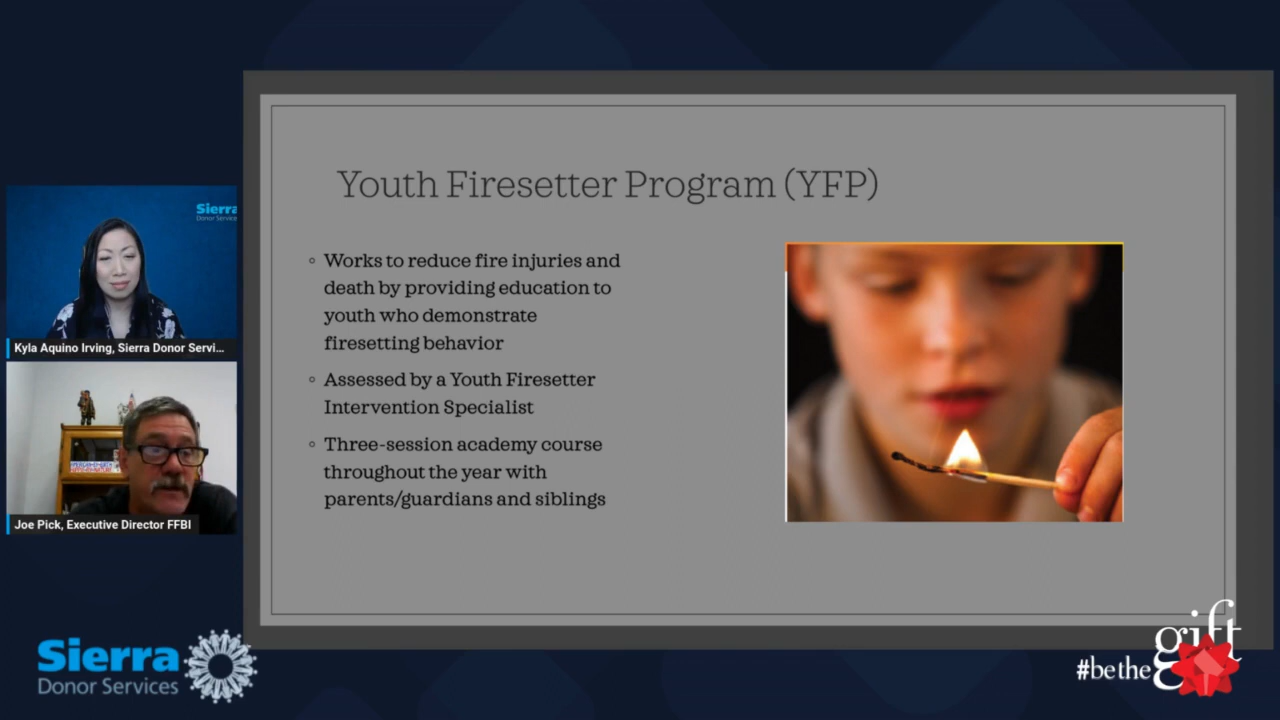 Youth Firesetter Program (YFP)
◦ Works to reduce fire injuries and
death by providing education to
youth who demonstrate
firesetting behavior
◦ Assessed by a Youth Firesetter
Intervention Specialist
◦ Three-session academy course
throughout the year with
parents/guardians and siblings
Sierra
Donor Service
Kyla Aquino Irving, Sierra Donor Servi...
Joe Pick, Executive Director FFBI
Sierra
Donor Services
#bethe
gift